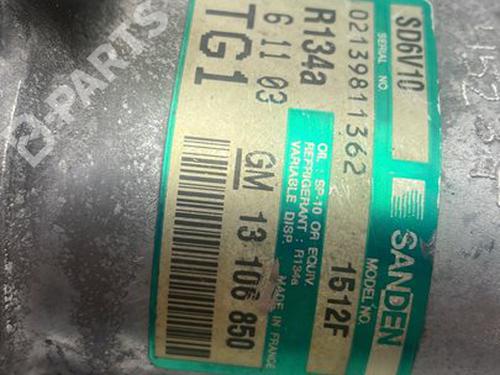 SANDEN
SD6V10
MODEL NO.
1512F
SERIAL NO.
02139811362
OIL : SP-10 OR EQUIV.
REFRIGERANT : R134a
VARIABLE DISP.
MADE IN FRANCE
R134a
6 11 03
TG1
GM 13 106 850
B-PARTS